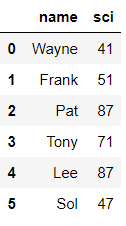 name sci
0 Wayne 41
1 Frank 51
2 Pat 87
3 Tony 71
4 Lee 87
5 Sol 47